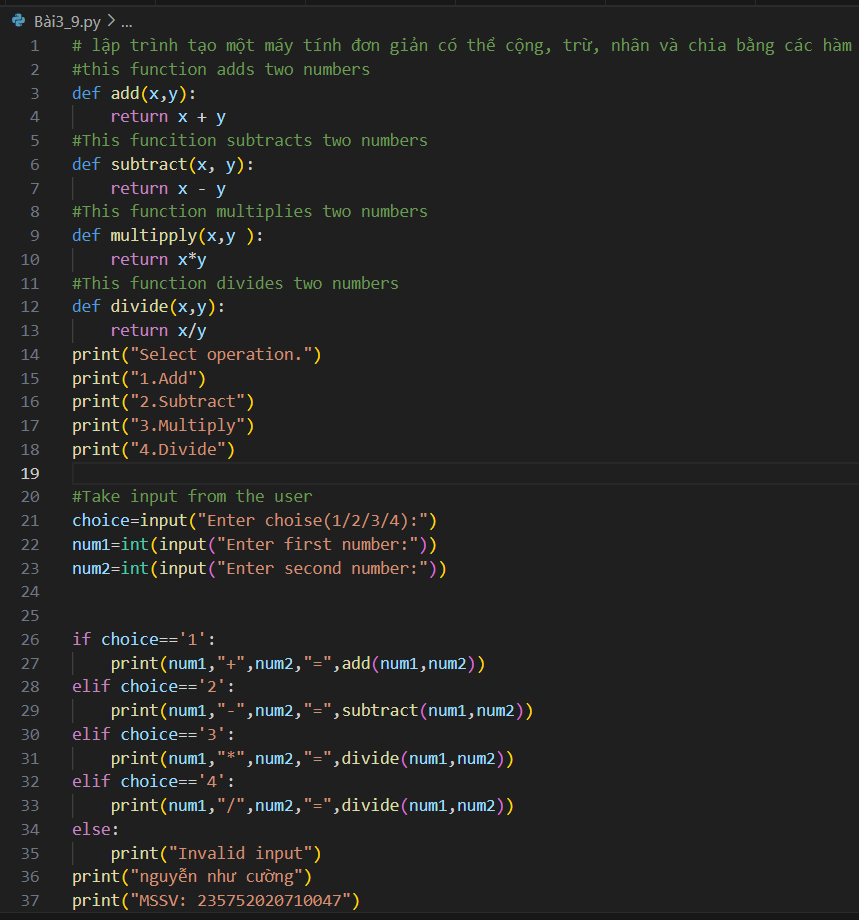 Bài3_9.py > ...
1 # lập trình tạo một máy tính đơn giản có thể cộng, trừ, nhân và chia bằng các hàm
2 #this function adds two numbers
3 def add(x,y):
4     return x + y
5 #This funcition subtracts two numbers
6 def subtract(x, y):
7     return x - y
8 #This function multiplies two numbers
9 def multipply(x,y ):
10     return x*y
11 #This function divides two numbers
12 def divide(x,y):
13     return x/y
14 print("Select operation.")
15 print("1.Add")
16 print("2.Subtract")
17 print("3.Multiply")
18 print("4.Divide")
19
20 #Take input from the user
21 choice=input("Enter choise(1/2/3/4):")
22 num1=int(input("Enter first number:"))
23 num2=int(input("Enter second number:"))
24
25
26 if choice=='1':
27     print(num1,"+",num2,"=",add(num1,num2))
28 elif choice=='2':
29     print(num1,"-",num2,"=",subtract(num1,num2))
30 elif choice=='3':
31     print(num1,"*",num2,"=",divide(num1,num2))
32 elif choice=='4':
33     print(num1,"/",num2,"=",divide(num1,num2))
34 else:
35     print("Invalid input")
36 print("nguyễn như cường")
37 print("MSSV: 235752020710047")